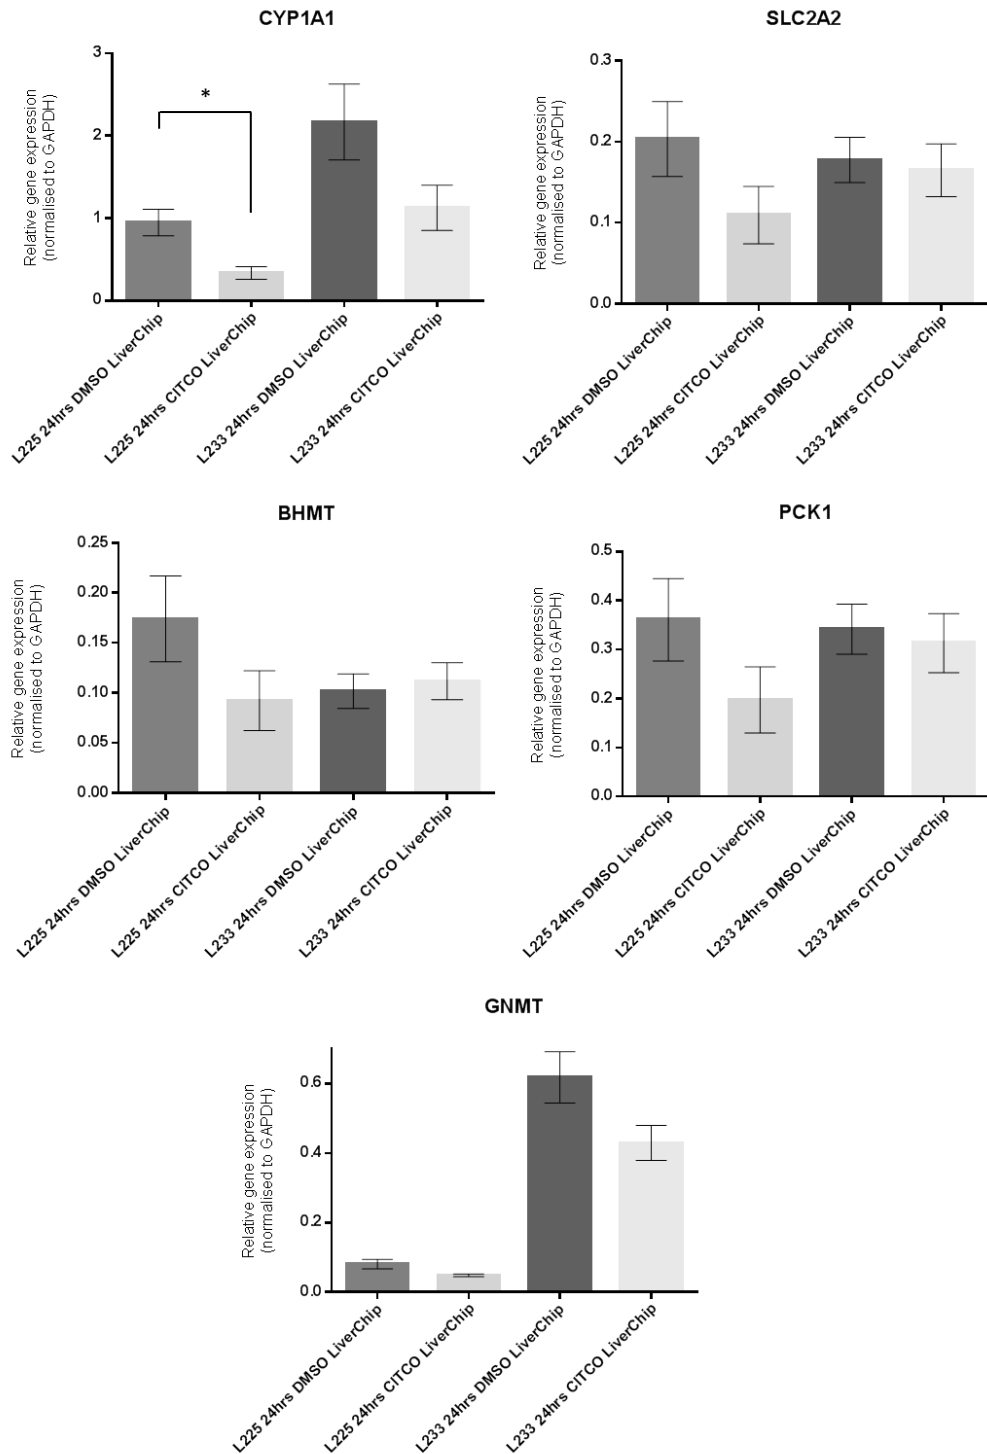 CYP1A1
Relative gene expression
(normalised to GAPDH)
3
2
1
0
*
L225 24hrs DMSO LiverChip
L225 24hrs CITCO LiverChip
L233 24hrs DMSO LiverChip
L233 24hrs CITCO LiverChip
SLC2A2
Relative gene expression
(normalised to GAPDH)
0.3
0.2
0.1
0.0
L225 24hrs DMSO LiverChip
L225 24hrs CITCO LiverChip
L233 24hrs DMSO LiverChip
L233 24hrs CITCO LiverChip
BHMT
Relative gene expression
(normalised to GAPDH)
0.25
0.20
0.15
0.10
0.05
0.00
L225 24hrs DMSO LiverChip
L225 24hrs CITCO LiverChip
L233 24hrs DMSO LiverChip
L233 24hrs CITCO LiverChip
PCK1
Relative gene expression
(normalised to GAPDH)
0.5
0.4
0.3
0.2
0.1
0.0
L225 24hrs DMSO LiverChip
L225 24hrs CITCO LiverChip
L233 24hrs DMSO LiverChip
L233 24hrs CITCO LiverChip
GNMT
Relative gene expression
(normalised to GAPDH)
0.6
0.4
0.2
0.0
L225 24hrs DMSO LiverChip
L225 24hrs CITCO LiverChip
L233 24hrs DMSO LiverChip
L233 24hrs CITCO LiverChip